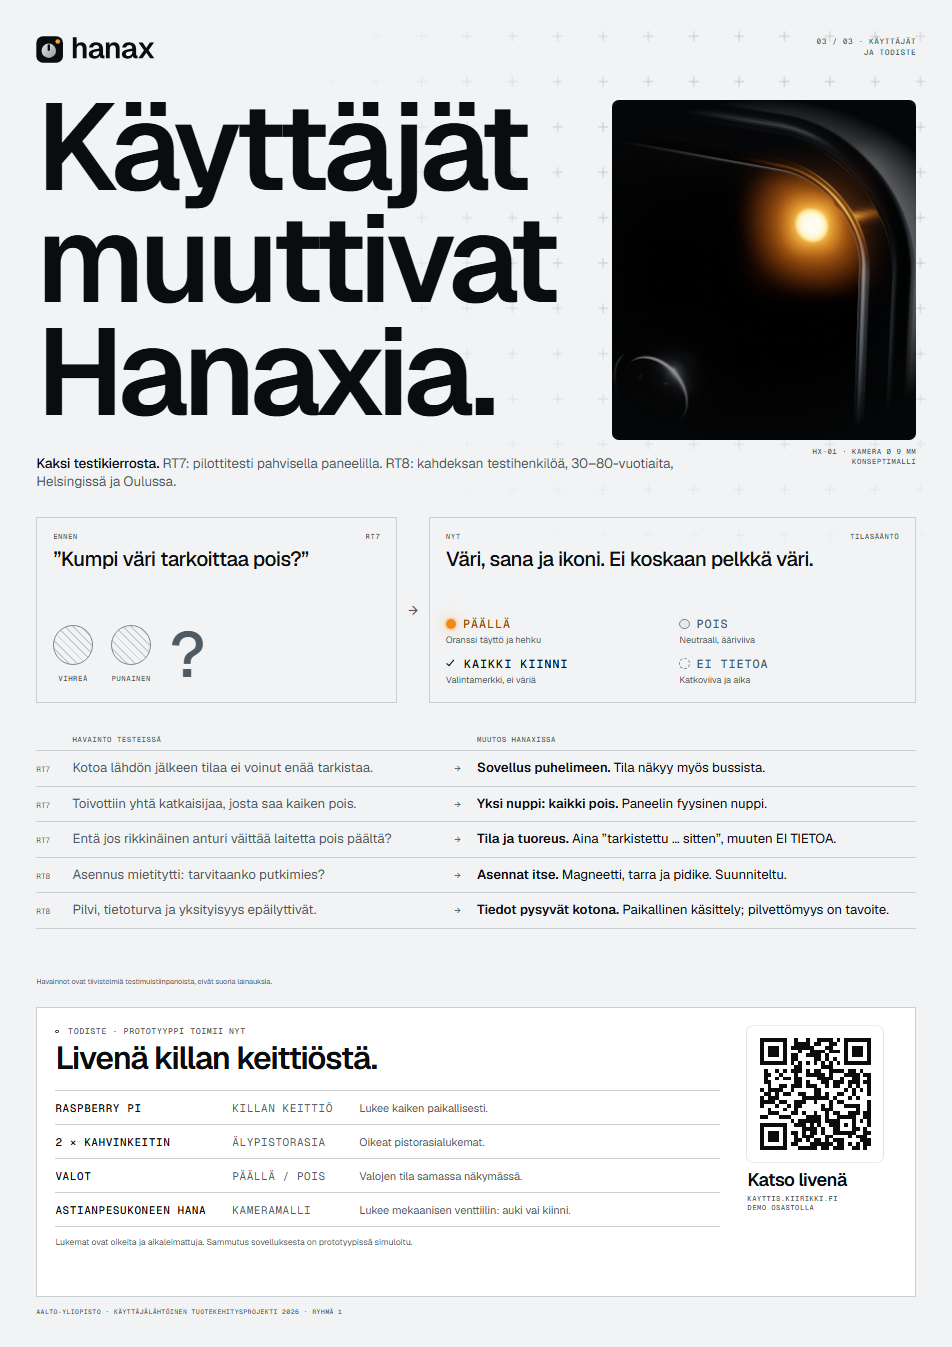 hanax
03 / 03 · KÄYTTÄJÄT
JA TODISTE
Käyttäjät
muuttivat
Hanaxia.
HX-01 · KAMERA Ø 9 MM
KONSEPTIMALLI
Kaksi testikierrosta. RT7: pilottitesti pahvisella paneelilla. RT8: kahdeksan testihenkilöä, 30–80-vuotiaita,
Helsingissä ja Oulussa.
ENNEN RT7
”Kumpi väri tarkoittaa pois?”
?
VIHREÄ PUNAINEN
→
NYT TILASÄÄNTÖ
Väri, sana ja ikoni. Ei koskaan pelkkä väri.
PÄÄLLÄ
Oranssi täyttö ja hehku
POIS
Neutraali, ääriviiva
✓ KAIKKI KIINNI
Valintamerkki, ei väriä
EI TIETOA
Katkoviiva ja aika
HAVAINTO TESTEISSÄ MUUTOS HANAXISSA
RT7 Kotoa lähdön jälkeen tilaa ei voinut enää tarkistaa. → Sovellus puhelimeen. Tila näkyy myös bussista.
RT7 Toivottiin yhtä katkaisijaa, josta saa kaiken pois. → Yksi nuppi: kaikki pois. Paneelin fyysinen nuppi.
RT7 Entä jos rikkinäinen anturi väittää laitetta pois päältä? → Tila ja tuoreus. Aina ”tarkistettu … sitten”, muuten EI TIETOA.
RT8 Asennus mietitytti: tarvitaanko putkimies? → Asennat itse. Magneetti, tarra ja pidike. Suunniteltu.
RT8 Pilvi, tietoturva ja yksityisyys epäilyttivät. → Tiedot pysyvät kotona. Paikallinen käsittely; pilvettömyys on tavoite.
Havainnot ovat tiivistelmiä testimuistiinpanoista, eivät suoria lainauksia.
TODISTE · PROTOTYYPPI TOIMII NYT
Livenä killan keittiöstä.
RASPBERRY PI KILLAN KEITTIÖ Lukee kaiken paikallisesti.
2 × KAHVINKEITIN ÄLYPISTORASIA Oikeat pistorasialukemat.
VALOT PÄÄLLÄ / POIS Valojen tila samassa näkymässä.
ASTIANPESUKONEEN HANA KAMERAMALLI Lukee mekaanisen venttiilin: auki vai kiinni.
Lukemat ovat oikeita ja aikaleimattuja. Sammutus sovelluksesta on prototyypissä simuloitu.
Katso livenä
KAYTTIS.KIIRIKKI.FI
DEMO OSASTOLLA
AALTO-YLIOPISTO · KÄYTTÄJÄLÄHTÖINEN TUOTEKEHITYSPROJEKTI 2026 · RYHMÄ 1